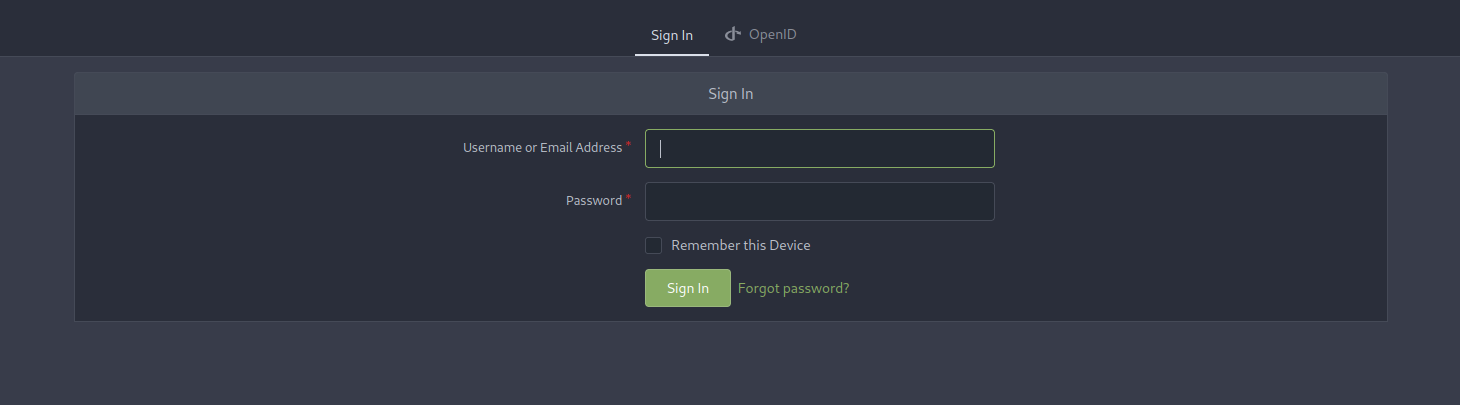 Sign In OpenID
Sign In
Username or Email Address *
Password *
Remember this Device
Sign In Forgot password?